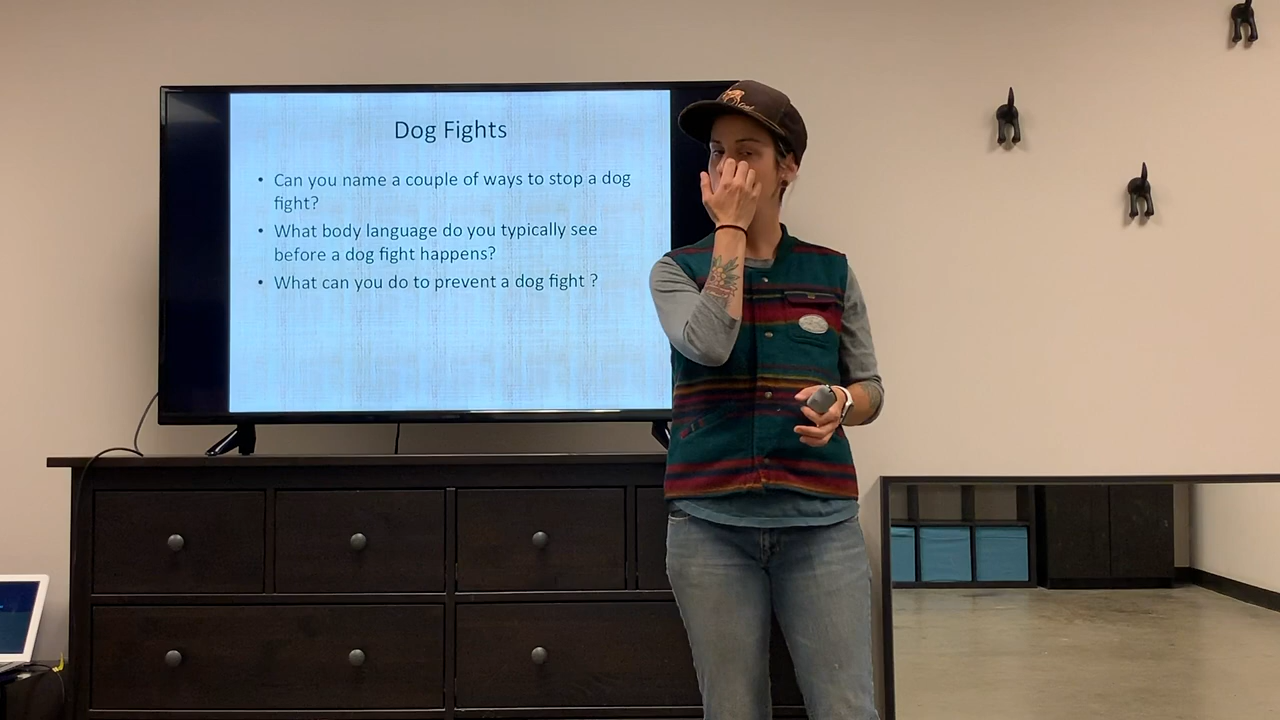 Dog Fights
• Can you name a couple of ways to stop a dog
fight?
• What body language do you typically see
before a dog fight happens?
• What can you do to prevent a dog fight ?